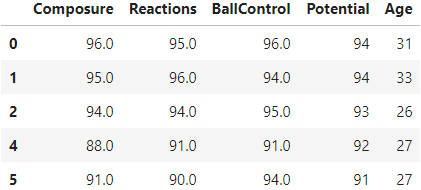 Composure Reactions BallControl Potential Age
0 96.0 95.0 96.0 94 31
1 95.0 96.0 94.0 94 33
2 94.0 94.0 95.0 93 26
4 88.0 91.0 91.0 92 27
5 91.0 90.0 94.0 91 27